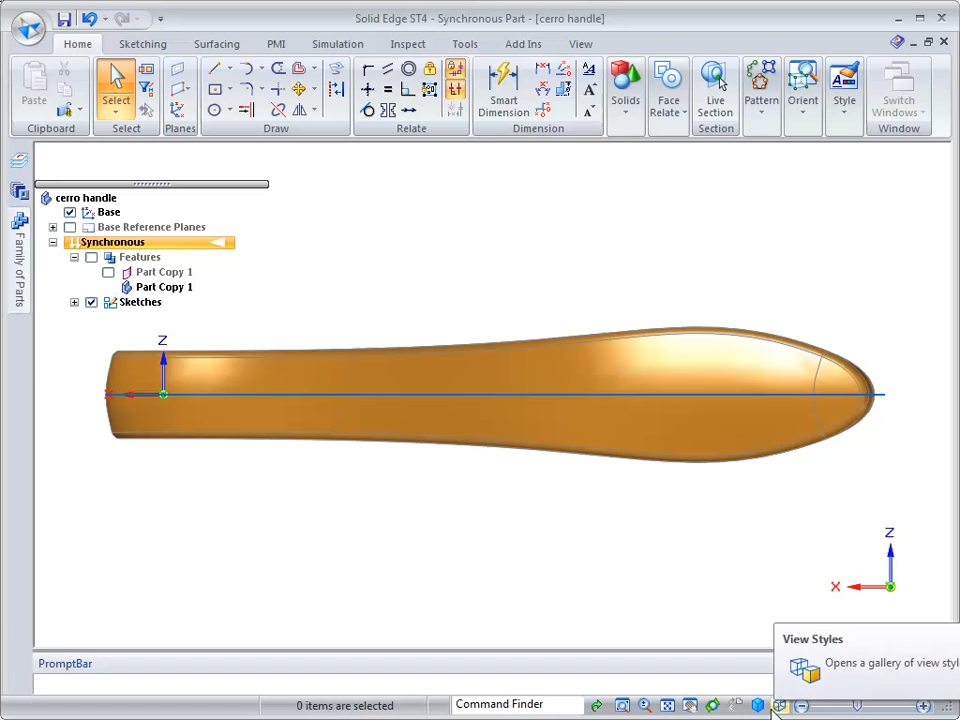 Solid Edge ST4 - Synchronous Part - [cerro handle]
Home Sketching Surfacing PMI Simulation Inspect Tools Add Ins View
Paste
Select
Smart Dimension
Solids
Face Relate
Live Section
Pattern
Orient
Style
Switch Windows
Clipboard Select Planes Draw Relate Dimension Section Window
Family of Parts
cerro handle
Base
Base Reference Planes
Synchronous
Features
Part Copy 1
Part Copy 1
Sketches
Z
X
Z
X
View Styles
Opens a gallery of view styl
PromptBar
0 items are selected
Command Finder